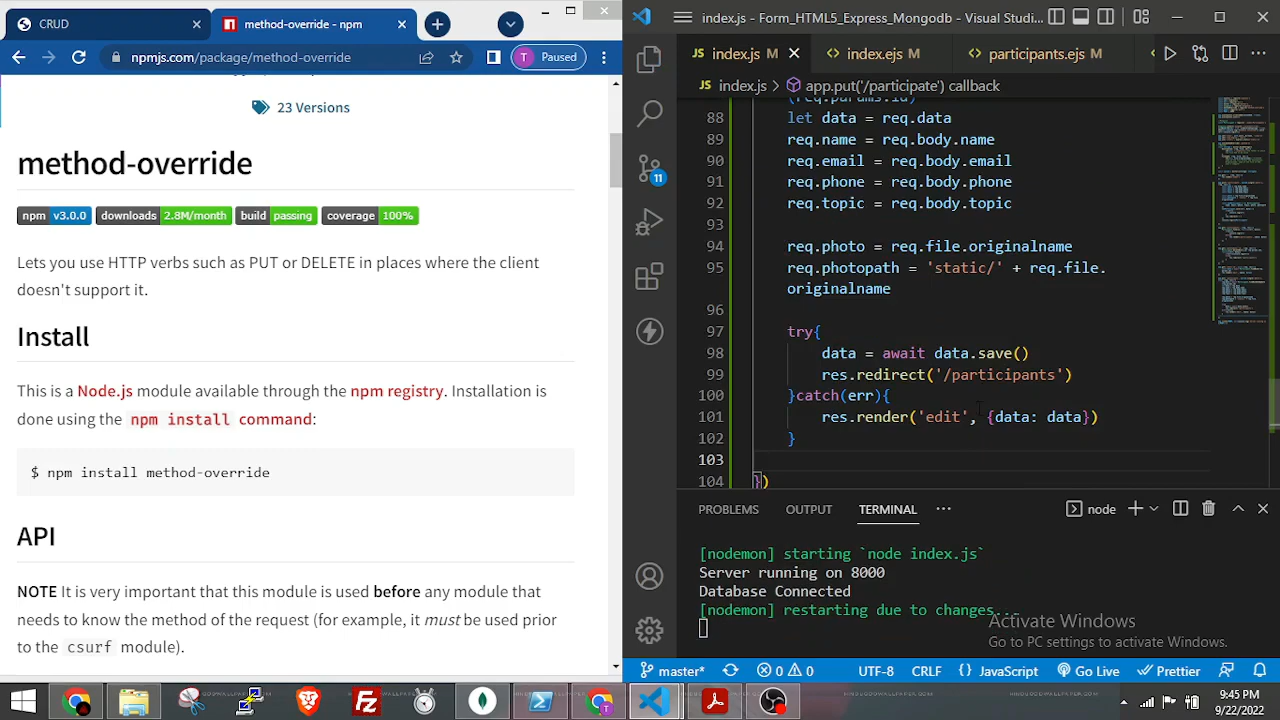 CRUD
method-override - npm
npmjs.com/package/method-override
T Paused
23 Versions
method-override
npm v3.0.0 downloads 2.8M/month build passing coverage 100%
Lets you use HTTP verbs such as PUT or DELETE in places where the client
doesn't support it.
Install
This is a Node.js module available through the npm registry. Installation is
done using the npm install command:
$ npm install method-override
API
NOTE It is very important that this module is used before any module that
needs to know the method of the request (for example, it must be used prior
to the csurf module).
index.js - rcm_HTML5_express_Mongo - Visual Studi...
JS index.js M
<> index.ejs M
<> participants.ejs M
JS index.js > app.put('/participate') callback
(req.params.id)
88 let data = req.data
89 req.name = req.body.name
90 req.email = req.body.email
91 req.phone = req.body.phone
92 req.topic = req.body.topic
93
94 req.photo = req.file.originalname
95 req.photopath = 'static/' + req.file.
originalname
96
97 try{
98 data = await data.save()
99 res.redirect('/participants')
100 }catch(err){
101 res.render('edit', {data: data})
102 }
103
104 })
11
PROBLEMS OUTPUT TERMINAL ... node
[nodemon] starting `node index.js`
Server running on 8000
Database Connected
[nodemon] restarting due to changes...
Activate Windows
Go to PC settings to activate Windows.
master* 0 0 UTF-8 CRLF {} JavaScript Go Live Prettier
9:45 PM
9/22/2022